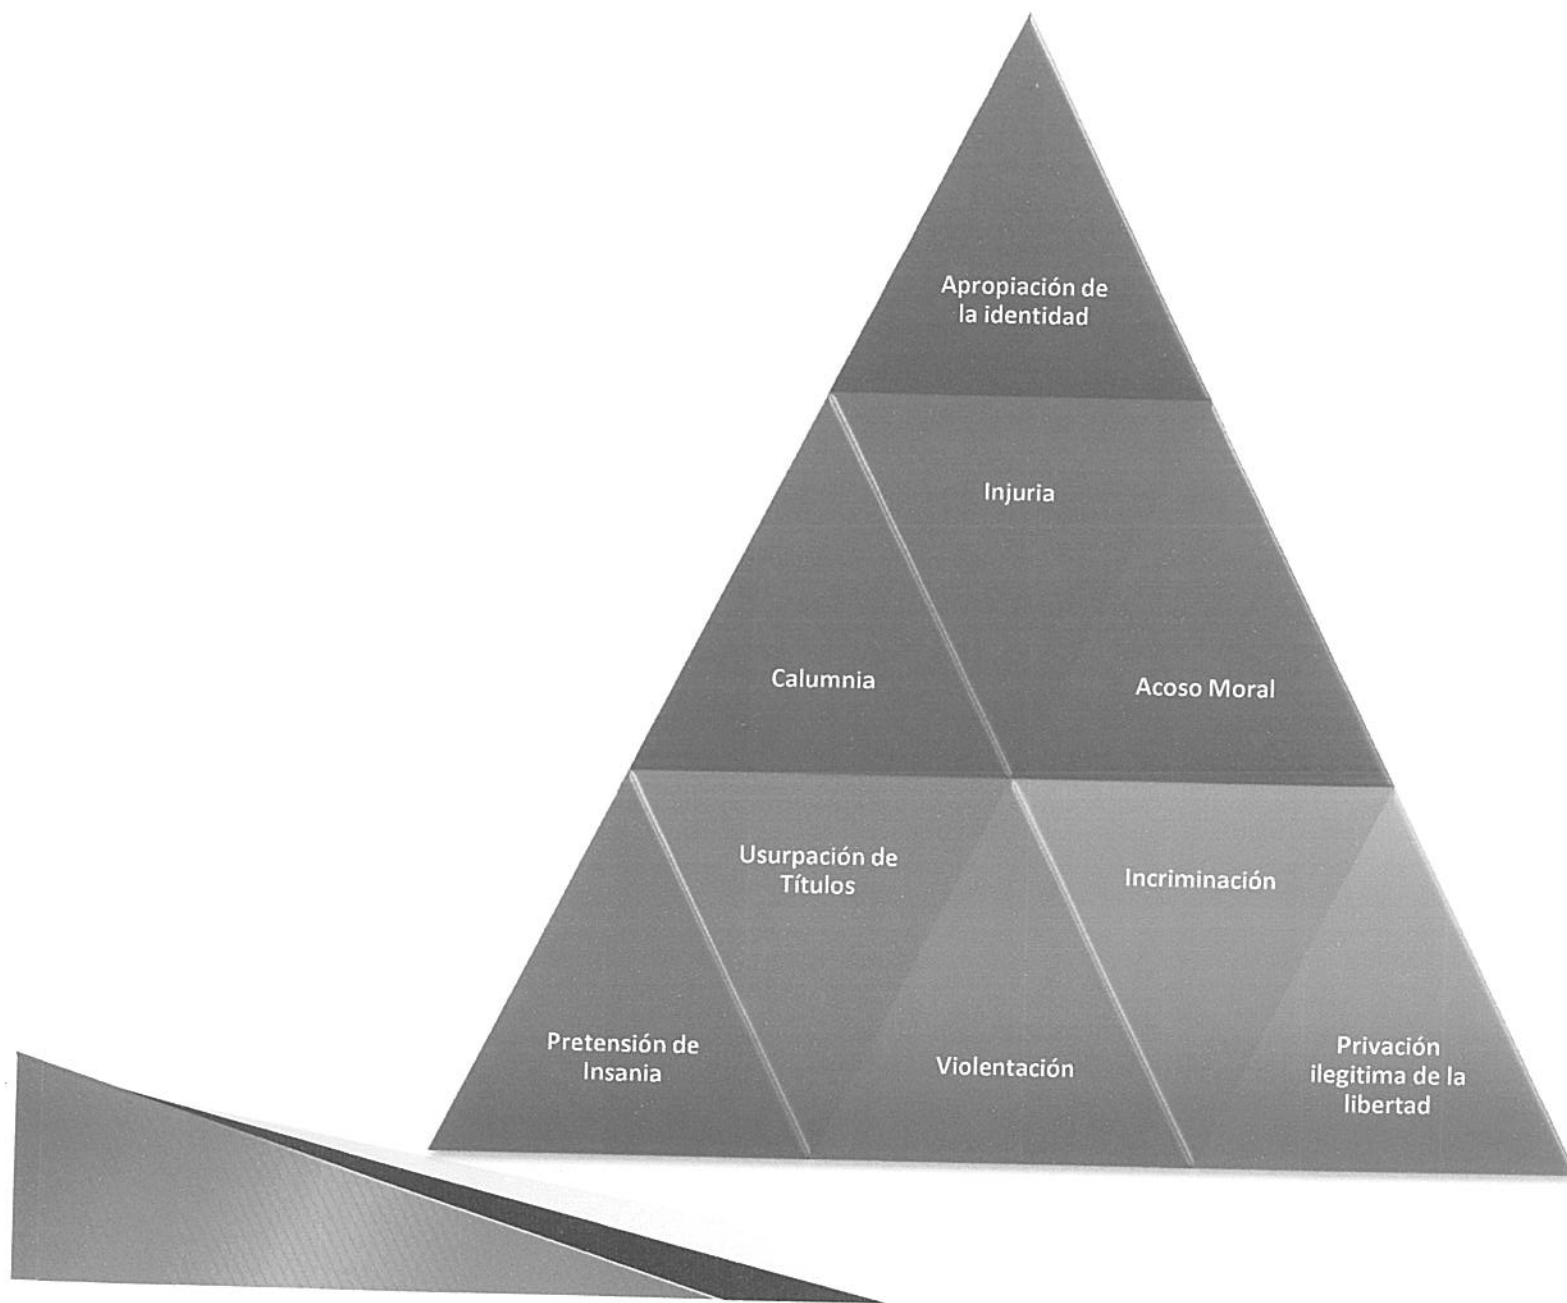 Apropiación de
la identidad
Injuria
Calumnia
Acoso Moral
Usurpación de
Títulos
Incriminación
Pretensión de
Insania
Violentación
Privación
ilegitima de la
libertad